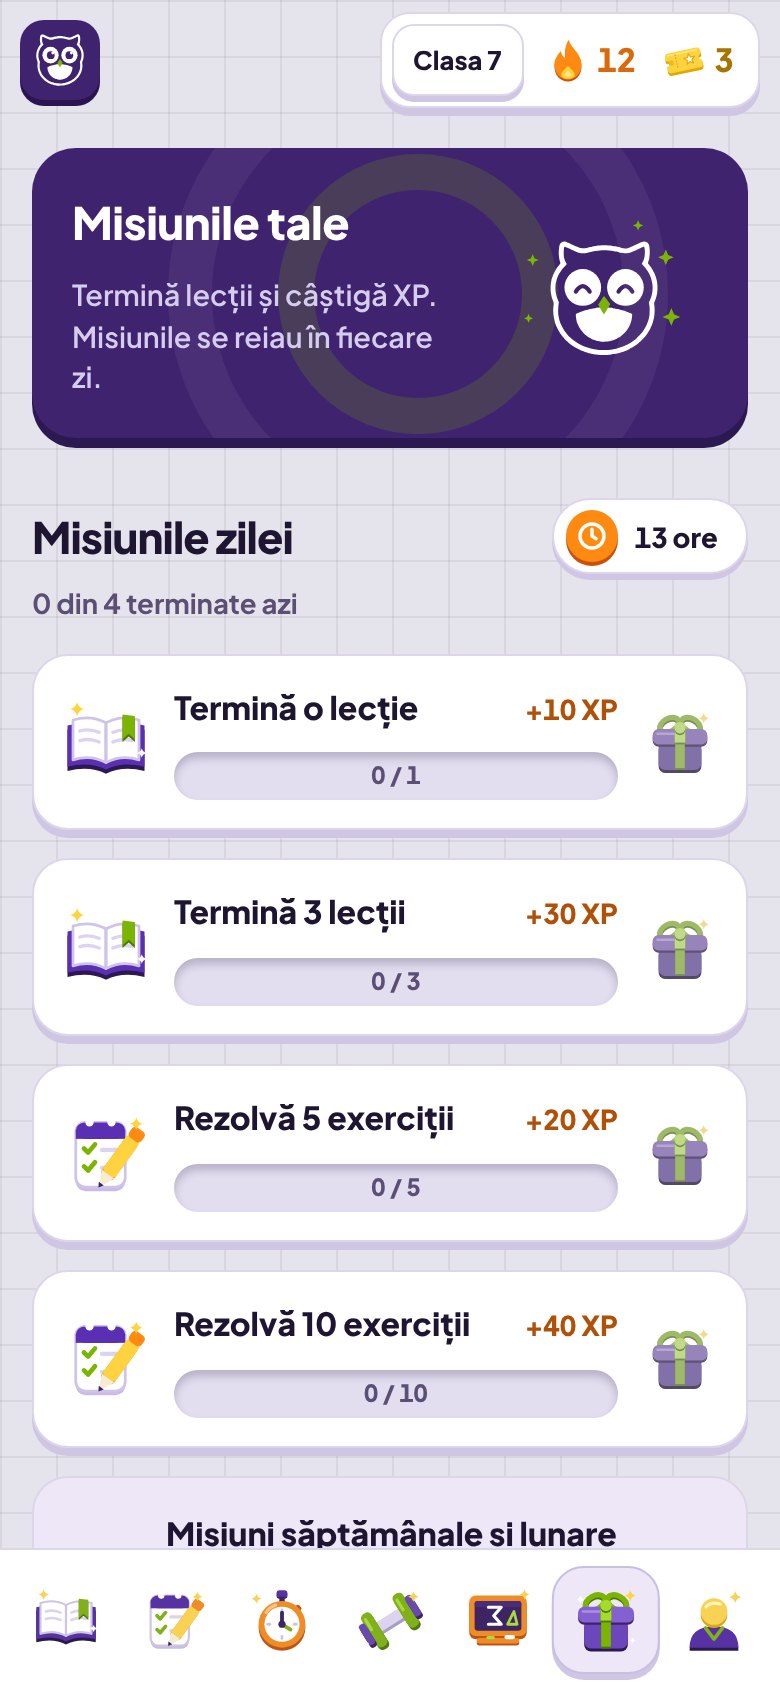 Clasa 7
12
3
Misiunile tale
Termină lecții și câștigă XP.
Misiunile se reiau în fiecare
zi.
Misiunile zilei
13 ore
0 din 4 terminate azi
Termină o lecție
+10 XP
0 / 1
Termină 3 lecții
+30 XP
0 / 3
Rezolvă 5 exerciții
+20 XP
0 / 5
Rezolvă 10 exerciții
+40 XP
0 / 10
Misiuni săptămânale si lunare